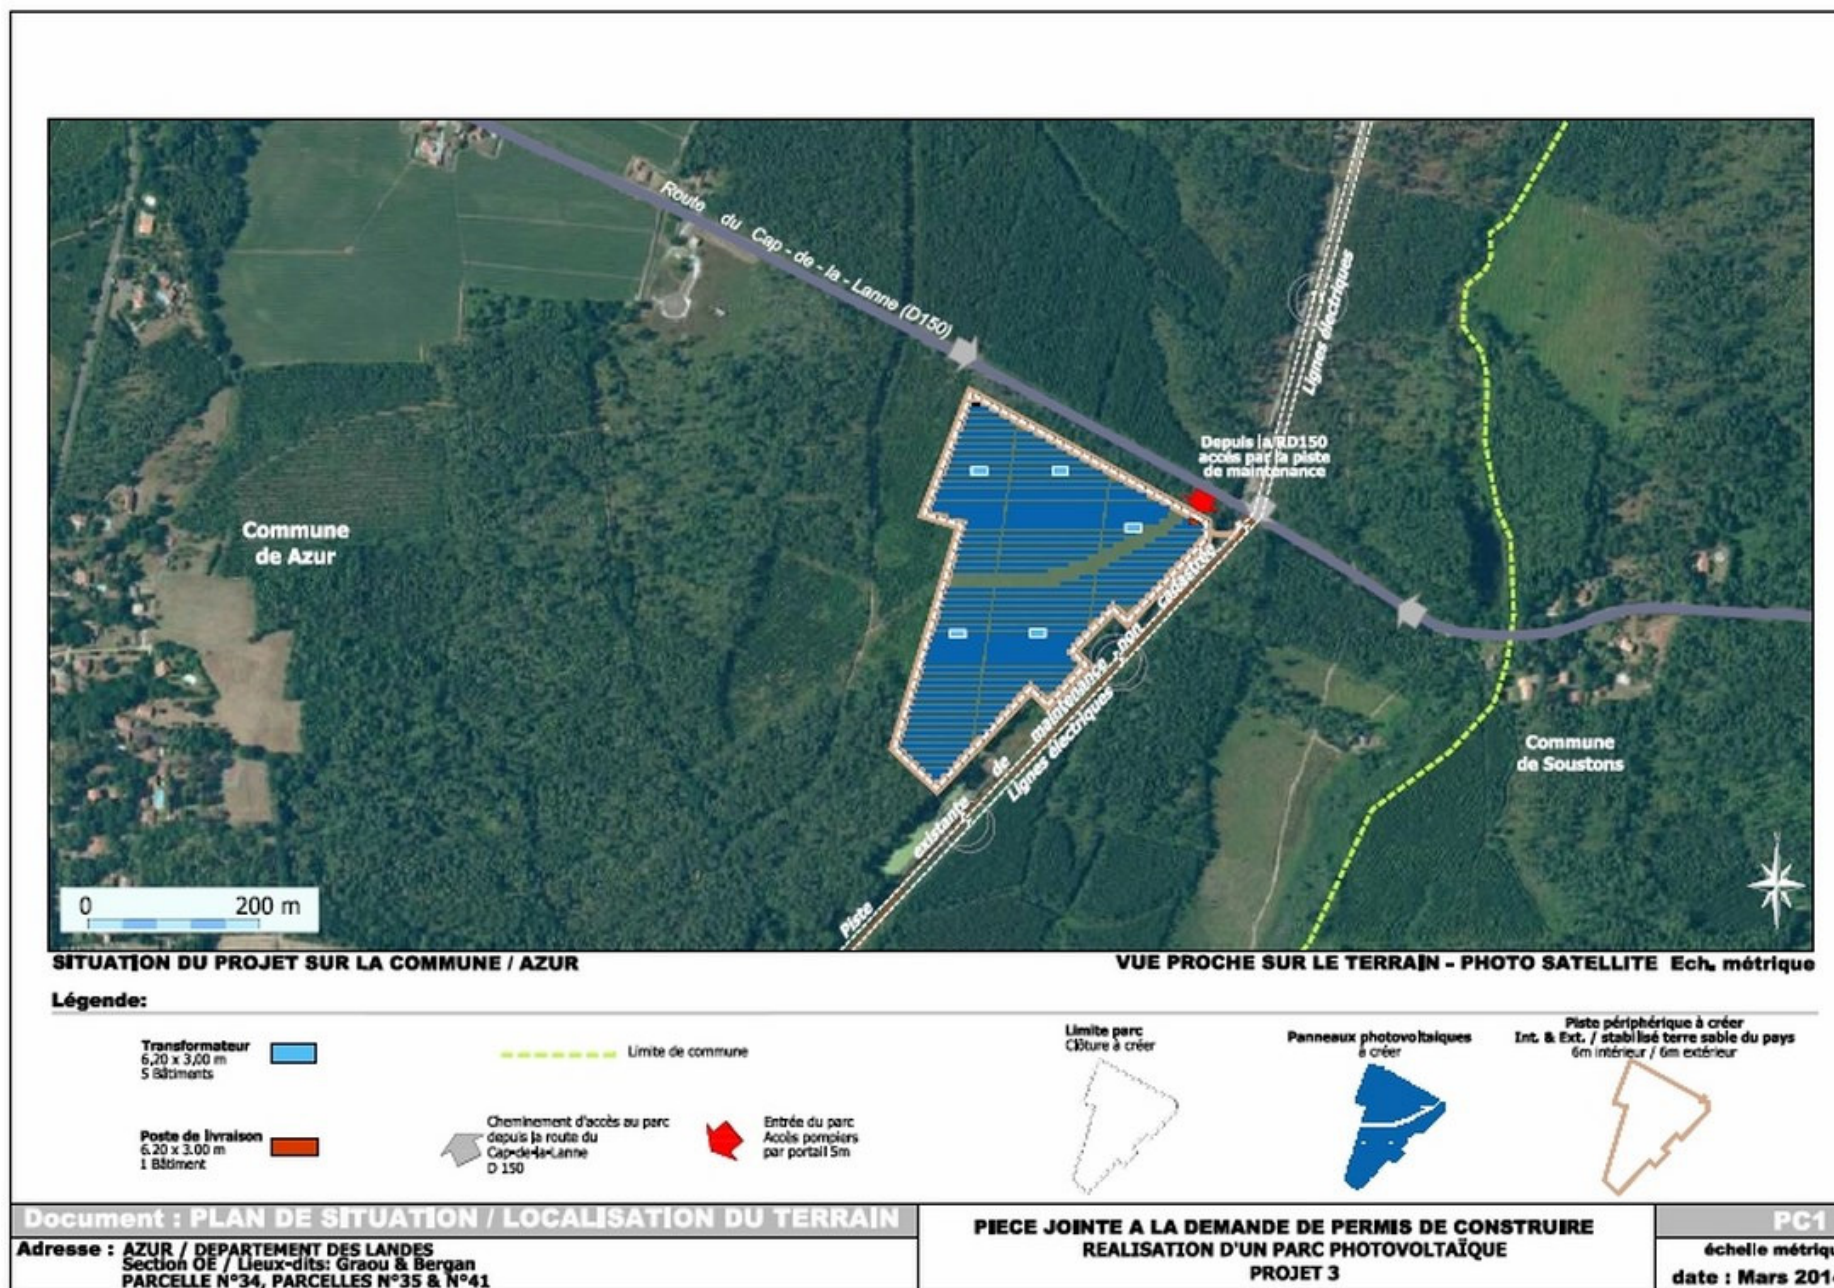 Route du Cap - de - la - Lanne (D150)
Lignes électriques
Depuis la RD150
accès par la piste
de maintenance
Commune
de Azur
Piste existante de maintenance - non cadastrée
Lignes électriques
Commune
de Soustons
0 200 m
SITUATION DU PROJET SUR LA COMMUNE / AZUR
VUE PROCHE SUR LE TERRAIN - PHOTO SATELLITE Ech. métrique
Légende:
Transformateur
6,20 x 3,00 m
5 Bâtiments
Limite de commune
Limite parc
Clôture à créer
Panneaux photovoltaiques
à créer
Piste périphérique à créer
Int. & Ext. / stabilisé terre sable du pays
6m intérieur / 6m extérieur
Poste de livraison
6.20 x 3.00 m
1 Bâtiment
Cheminement d'accès au parc
depuis la route du
Cap-de-la-Lanne
D 150
Entrée du parc
Accès pompiers
par portail 5m
Document : PLAN DE SITUATION / LOCALISATION DU TERRAIN
Adresse : AZUR / DEPARTEMENT DES LANDES
Section OE / Lieux-dits: Graou & Bergan
PARCELLE N°34, PARCELLES N°35 & N°41
PIECE JOINTE A LA DEMANDE DE PERMIS DE CONSTRUIRE
REALISATION D'UN PARC PHOTOVOLTAÏQUE
PROJET 3
PC1
échelle métriqu
date : Mars 201